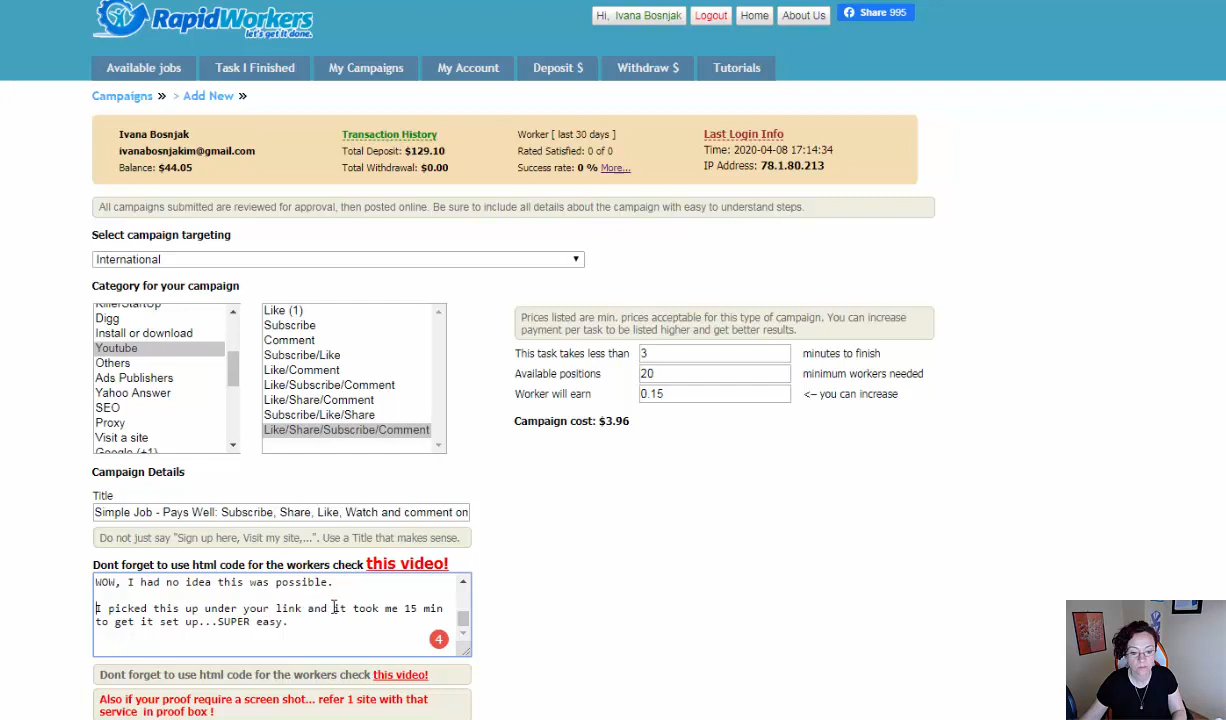 RapidWorkers
let's get it done.
Hi, Ivana Bosnjak Logout Home About Us Share 995
Available jobs Task I Finished My Campaigns My Account Deposit $ Withdraw $ Tutorials
Campaigns » > Add New »
Ivana Bosnjak Transaction History Worker [ last 30 days ] Last Login Info
ivanabosnjakim@gmail.com Total Deposit: $129.10 Rated Satisfied: 0 of 0 Time: 2020-04-08 17:14:34
Balance: $44.05 Total Withdrawal: $0.00 Success rate: 0 % More... IP Address: 78.1.80.213
All campaigns submitted are reviewed for approval, then posted online. Be sure to include all details about the campaign with easy to understand steps.
Select campaign targeting
International
Category for your campaign
KillerStartUp
Digg
Install or download
Youtube
Others
Ads Publishers
Yahoo Answer
SEO
Proxy
Visit a site
Google (+1)
Like (1)
Subscribe
Comment
Subscribe/Like
Like/Comment
Like/Subscribe/Comment
Like/Share/Comment
Subscribe/Like/Share
Like/Share/Subscribe/Comment
Prices listed are min. prices acceptable for this type of campaign. You can increase
payment per task to be listed higher and get better results.
This task takes less than 3 minutes to finish
Available positions 20 minimum workers needed
Worker will earn 0.15 <– you can increase
Campaign cost: $3.96
Campaign Details
Title
Simple Job - Pays Well: Subscribe, Share, Like, Watch and comment on
Do not just say "Sign up here, Visit my site,...". Use a Title that makes sense.
Dont forget to use html code for the workers check this video!
WOW, I had no idea this was possible.
I picked this up under your link and it took me 15 min
to get it set up...SUPER easy.
4
Dont forget to use html code for the workers check this video!
Also if your proof require a screen shot... refer 1 site with that
service in proof box !